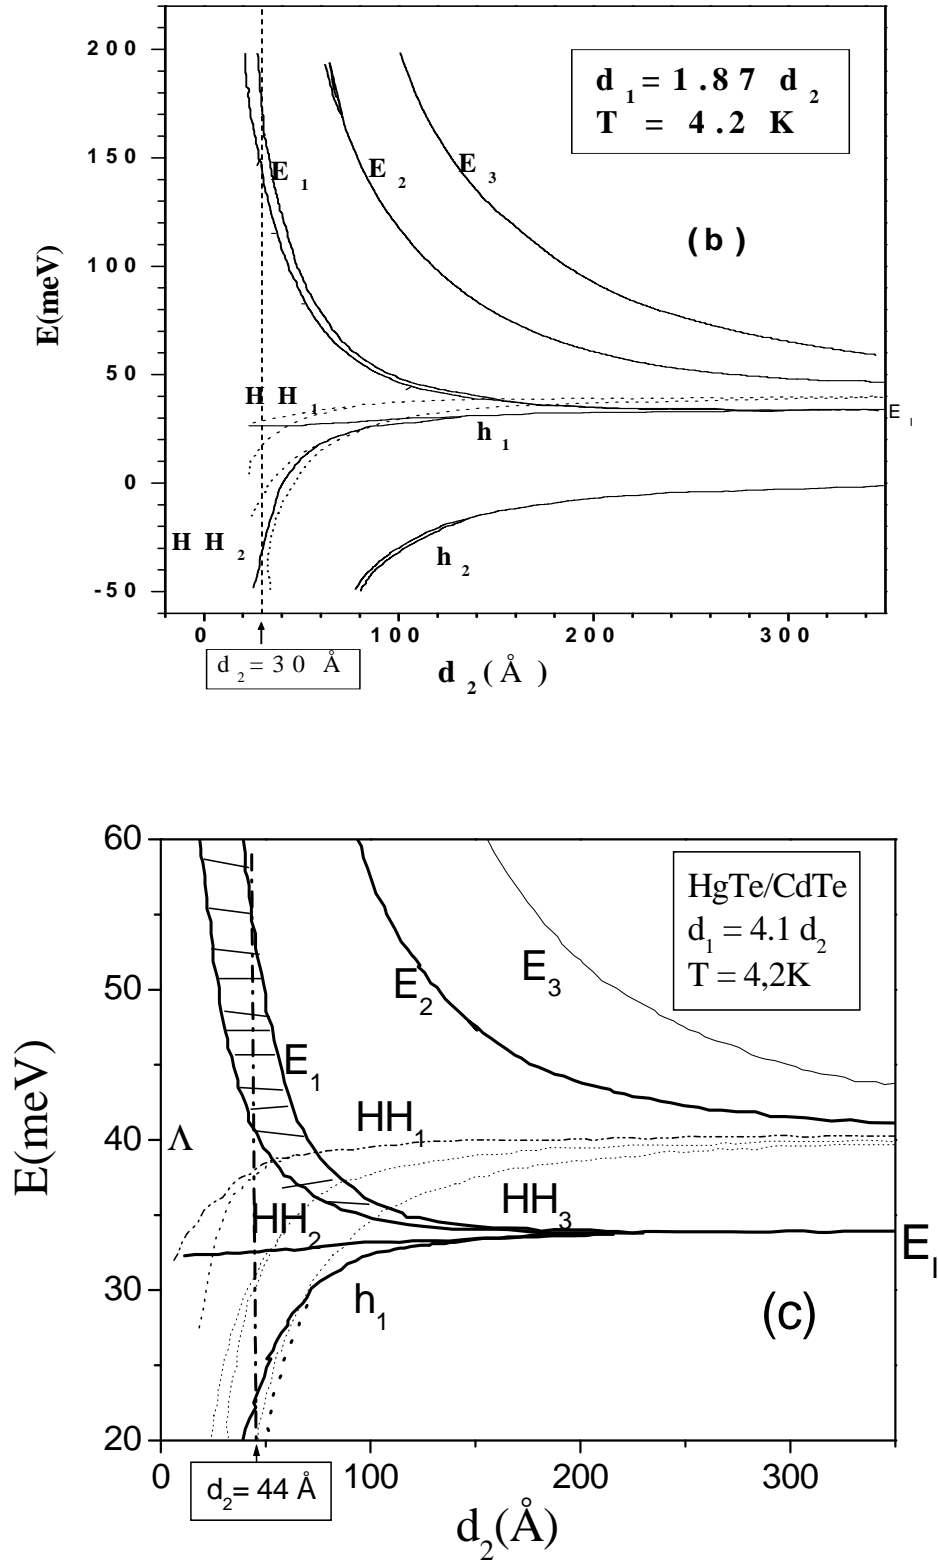 200
150
100
50
0
-50
E(meV)
d₁ = 1.87 d₂
T = 4.2 K
E₁
E₂
E₃
(b)
HH₁
h₁
E_I
HH₂
h₂
0 100 200 300
d₂ = 30 Å
d₂(Å)
60
50
40
30
20
E(meV)
HgTe/CdTe
d₁ = 4.1 d₂
T = 4,2K
E₃
E₂
E₁
HH₁
Λ
HH₂ HH₃
E_I
h₁
(c)
0 100 200 300
d₂= 44 Å
d₂(Å)